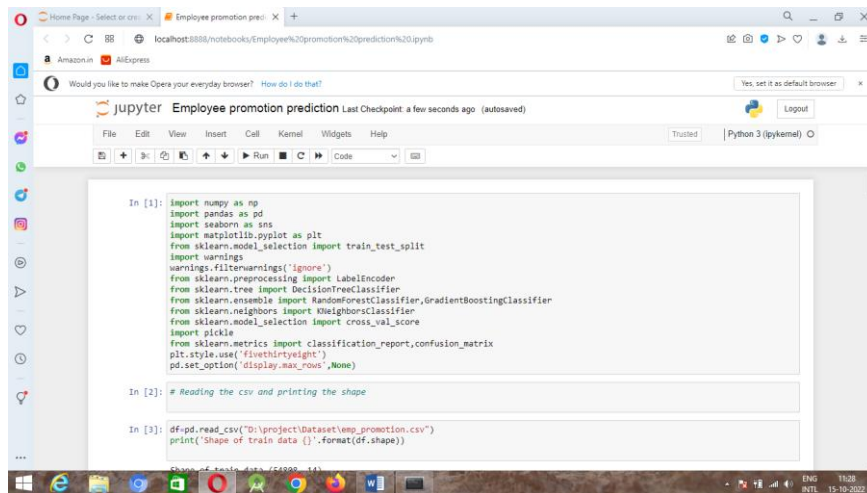 Home Page - Select or cre
Employee promotion pred
localhost:8888/notebooks/Employee%20promotion%20prediction%20.ipynb
Amazon.in AliExpress
Would you like to make Opera your everyday browser? How do I do that? Yes, set it as default browser
jupyter Employee promotion prediction Last Checkpoint: a few seconds ago (autosaved) Logout
File Edit View Insert Cell Kernel Widgets Help Trusted Python 3 (ipykernel)
Run Code
In [1]: import numpy as np
import pandas as pd
import seaborn as sns
import matplotlib.pyplot as plt
from sklearn.model_selection import train_test_split
import warnings
warnings.filterwarnings('ignore')
from sklearn.preprocessing import LabelEncoder
from sklearn.tree import DecisionTreeClassifier
from sklearn.ensemble import RandomForestClassifier,GradientBoostingClassifier
from sklearn.neighbors import KNeighborsClassifier
from sklearn.model_selection import cross_val_score
import pickle
from sklearn.metrics import classification_report,confusion_matrix
plt.style.use('fivethirtyeight')
pd.set_option('display.max_rows',None)
In [2]: # Reading the csv and printing the shape
In [3]: df=pd.read_csv("D:\project\Dataset\emp_promotion.csv")
print('Shape of train data {}'.format(df.shape))
Shape of train data (54808, 14)
ENG 11:28
INTL 15-10-2022